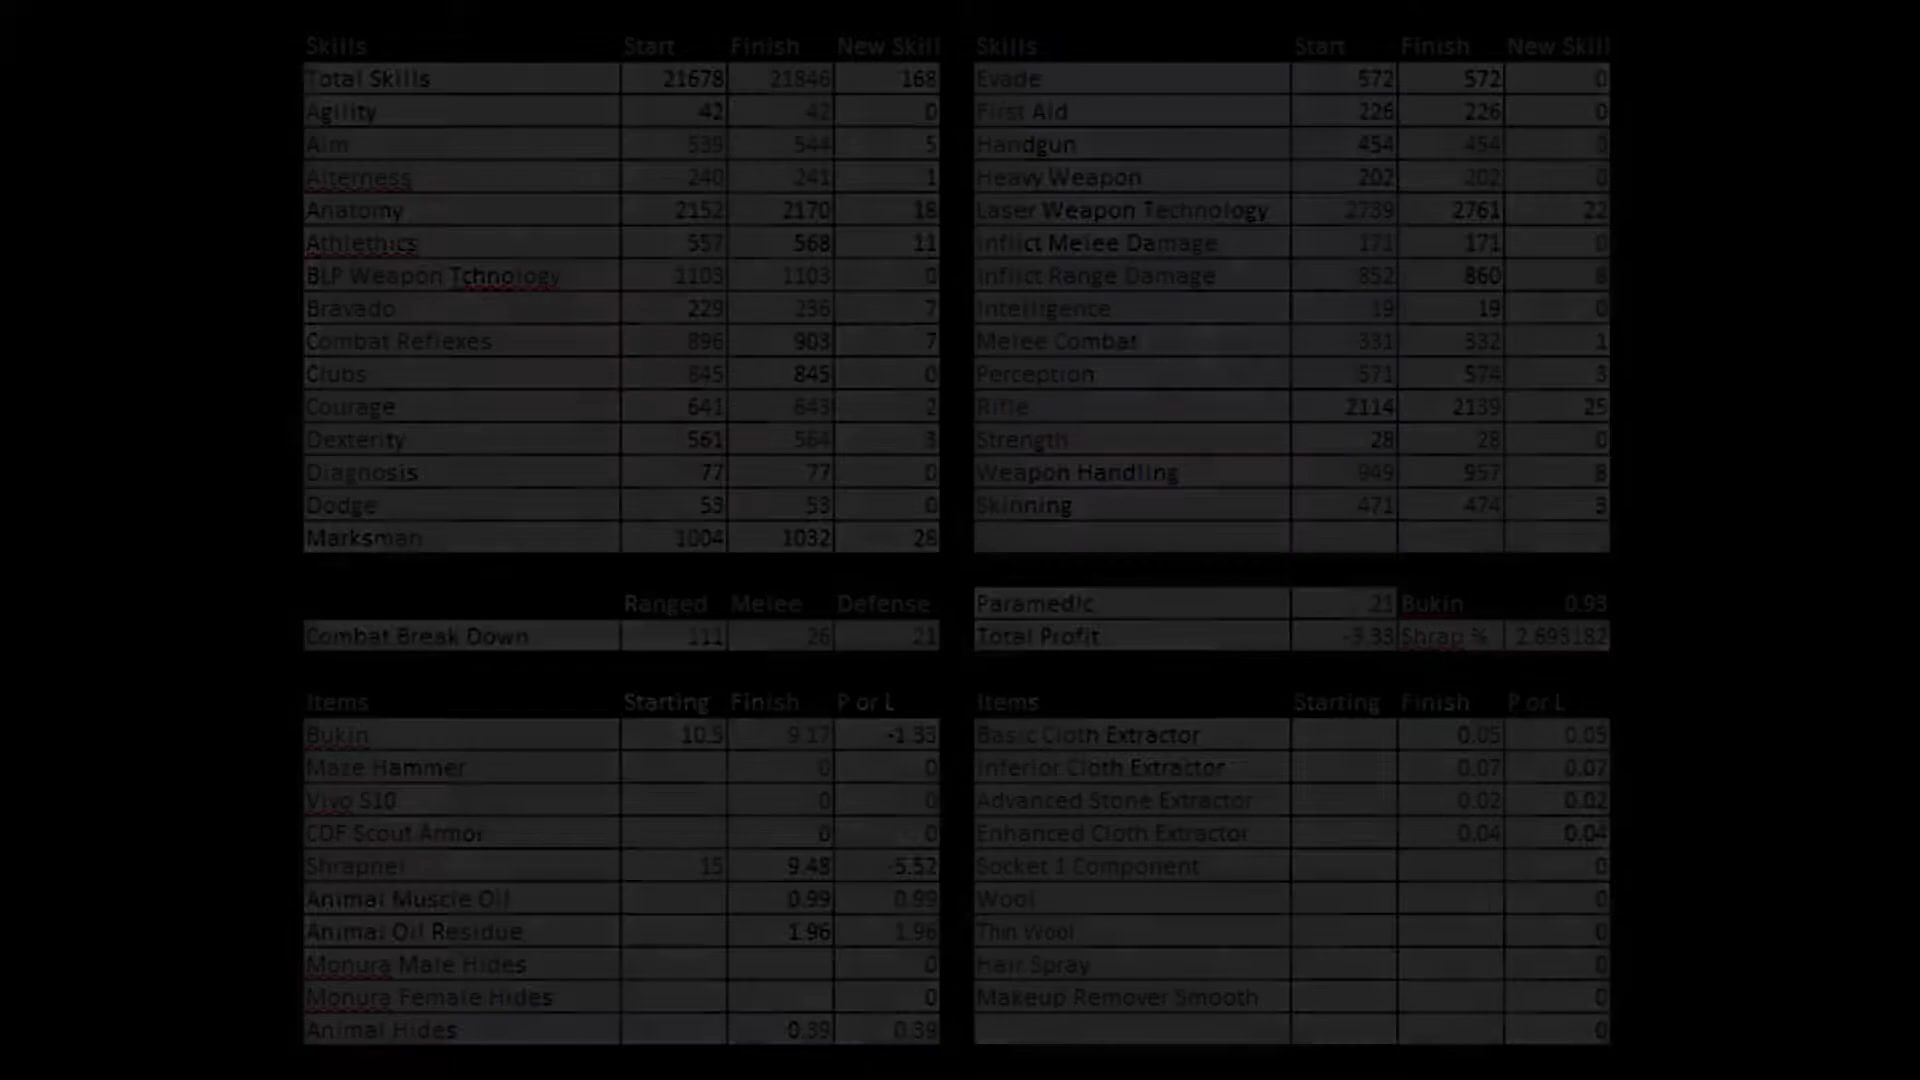 Skills Start Finish New Skill
Total Skills 21678 21846 168
Agility 42 42 0
Aim 539 544 5
Alterness 240 241 1
Anatomy 2152 2170 18
Athlethics 557 568 11
BLP Weapon Tchnology 1103 1103 0
Bravado 229 236 7
Combat Reflexes 896 903 7
Clubs 845 845 0
Courage 641 643 2
Dexterity 561 564 3
Diagnosis 77 77 0
Dodge 53 53 0
Marksman 1004 1032 28
Skills Start Finish New Skill
Evade 572 572 0
First Aid 226 226 0
Handgun 454 454 0
Heavy Weapon 202 202 0
Laser Weapon Technology 2739 2761 22
Inflict Melee Damage 171 171 0
Inflict Range Damage 852 860 8
Intelligence 19 19 0
Melee Combat 331 332 1
Perception 571 574 3
Rifle 2114 2139 25
Strength 28 28 0
Weapon Handling 949 957 8
Skinning 471 474 3
Ranged Melee Defense
Combat Break Down 111 26 21
Paramedic 21 Bukin 0.93
Total Profit -3.33 Shrap % 2.693182
Items Starting Finish P or L
Bukin 10.5 9.17 -1.33
Maze Hammer 0 0
Vivo S10 0 0
CDF Scout Armor 0 0
Shrapnel 15 9.48 -5.52
Animal Muscle Oil 0.99 0.99
Animal Oil Residue 1.96 1.96
Monura Male Hides 0
Monura Female Hides 0
Animal Hides 0.39 0.39
Items Starting Finish P or L
Basic Cloth Extractor 0.05 0.05
Inferior Cloth Extractor 0.07 0.07
Advanced Stone Extractor 0.02 0.02
Enhanced Cloth Extractor 0.04 0.04
Socket 1 Component 0
Wool 0
Thin Wool 0
Hair Spray 0
Makeup Remover Smooth 0
0